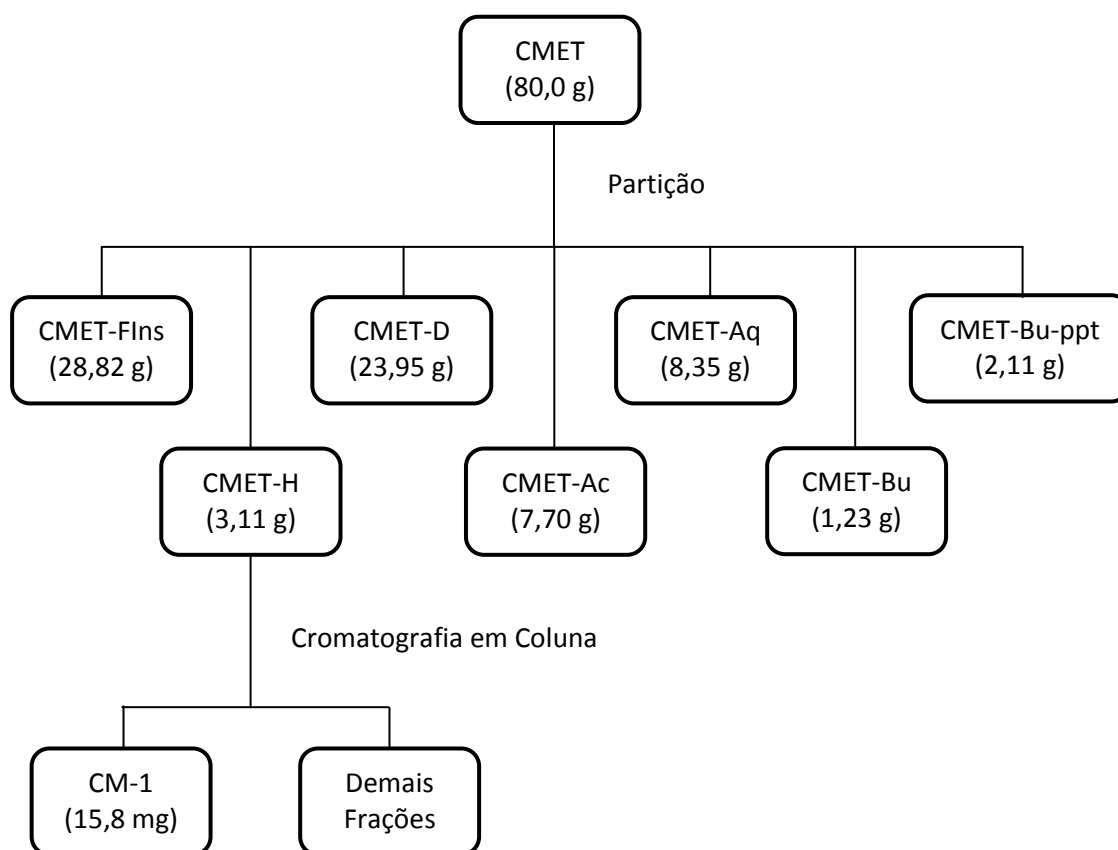 CMET
(80,0 g)
Partição
CMET-FIns
(28,82 g)
CMET-D
(23,95 g)
CMET-Aq
(8,35 g)
CMET-Bu-ppt
(2,11 g)
CMET-H
(3,11 g)
CMET-Ac
(7,70 g)
CMET-Bu
(1,23 g)
Cromatografia em Coluna
CM-1
(15,8 mg)
Demais
Frações